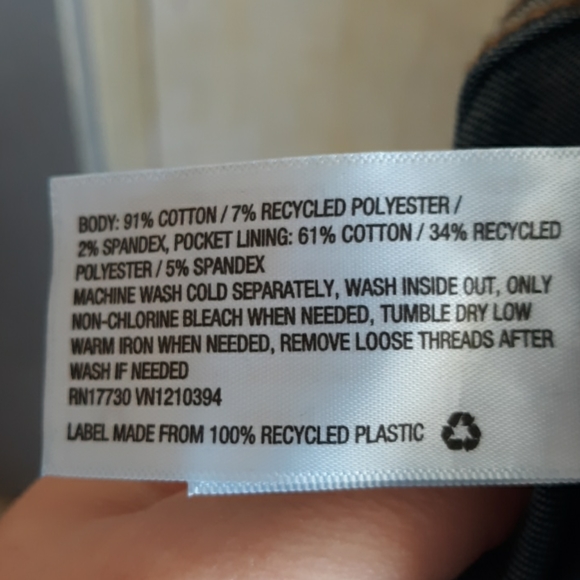 BODY: 91% COTTON / 7% RECYCLED POLYESTER /
2% SPANDEX, POCKET LINING: 61% COTTON / 34% RECYCLED
POLYESTER / 5% SPANDEX
MACHINE WASH COLD SEPARATELY, WASH INSIDE OUT, ONLY
NON-CHLORINE BLEACH WHEN NEEDED, TUMBLE DRY LOW
WARM IRON WHEN NEEDED, REMOVE LOOSE THREADS AFTER
WASH IF NEEDED
RN17730 VN1210394
LABEL MADE FROM 100% RECYCLED PLASTIC